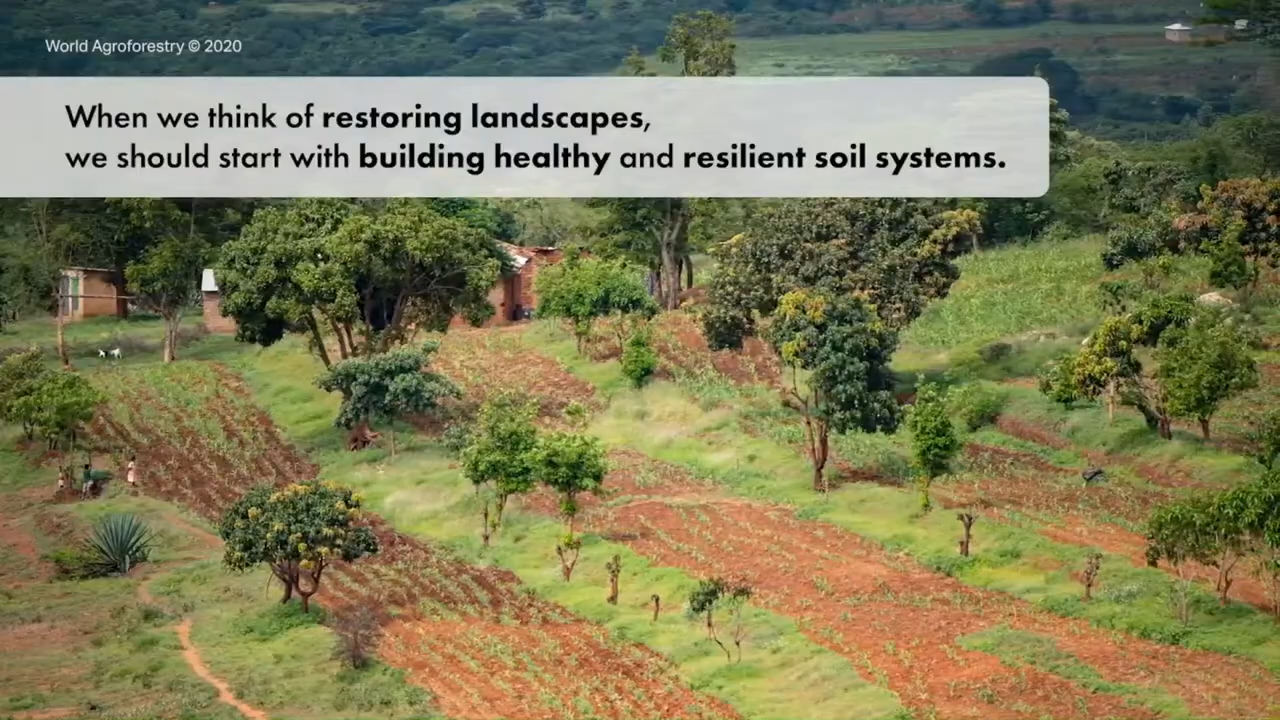 World Agroforestry © 2020
When we think of restoring landscapes,
we should start with building healthy and resilient soil systems.